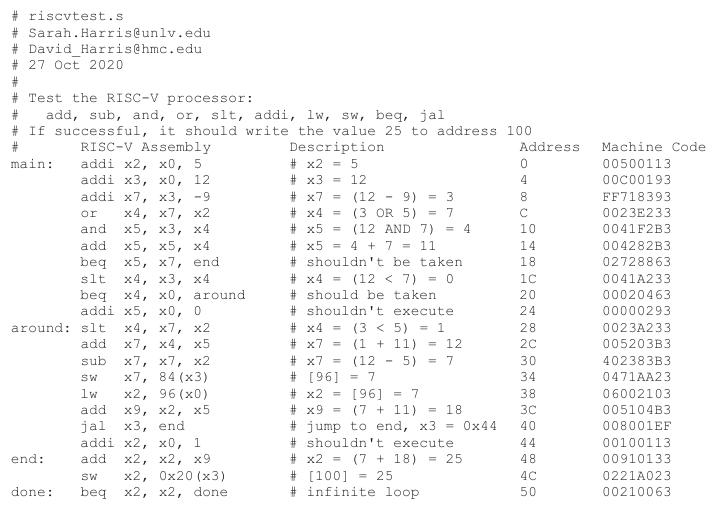 # riscvtest.s
# Sarah.Harris@unlv.edu
# David_Harris@hmc.edu
# 27 Oct 2020
#
# Test the RISC-V processor:
#   add, sub, and, or, slt, addi, lw, sw, beq, jal
# If successful, it should write the value 25 to address 100
#       RISC-V Assembly         Description               Address   Machine Code
main:   addi x2, x0, 5          # x2 = 5                  0         00500113
        addi x3, x0, 12         # x3 = 12                 4         00C00193
        addi x7, x3, -9         # x7 = (12 - 9) = 3       8         FF718393
        or   x4, x7, x2         # x4 = (3 OR 5) = 7       C         0023E233
        and  x5, x3, x4         # x5 = (12 AND 7) = 4     10        0041F2B3
        add  x5, x5, x4         # x5 = 4 + 7 = 11         14        004282B3
        beq  x5, x7, end        # shouldn't be taken      18        02728863
        slt  x4, x3, x4         # x4 = (12 < 7) = 0       1C        0041A233
        beq  x4, x0, around     # should be taken         20        00020463
        addi x5, x0, 0          # shouldn't execute       24        00000293
around: slt  x4, x7, x2         # x4 = (3 < 5) = 1        28        0023A233
        add  x7, x4, x5         # x7 = (1 + 11) = 12      2C        005203B3
        sub  x7, x7, x2         # x7 = (12 - 5) = 7       30        402383B3
        sw   x7, 84(x3)         # [96] = 7                34        0471AA23
        lw   x2, 96(x0)         # x2 = [96] = 7           38        06002103
        add  x9, x2, x5         # x9 = (7 + 11) = 18      3C        005104B3
        jal  x3, end            # jump to end, x3 = 0x44  40        008001EF
        addi x2, x0, 1          # shouldn't execute       44        00100113
end:    add  x2, x2, x9         # x2 = (7 + 18) = 25      48        00910133
        sw   x2, 0x20(x3)       # [100] = 25              4C        0221A023
done:   beq  x2, x2, done       # infinite loop           50        00210063